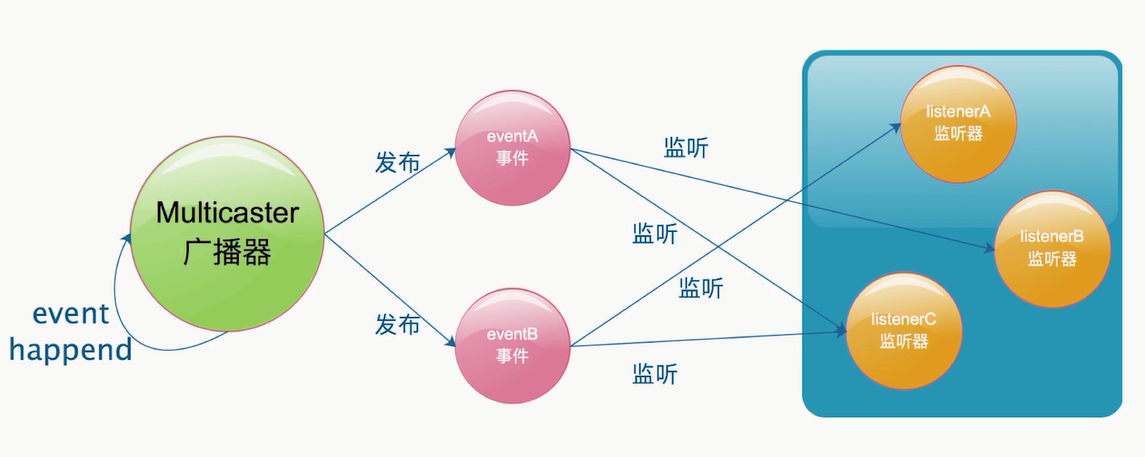 Multicaster
广播器
event
happend
发布
发布
eventA
事件
eventB
事件
监听
监听
监听
监听
listenerA
监听器
listenerB
监听器
listenerC
监听器